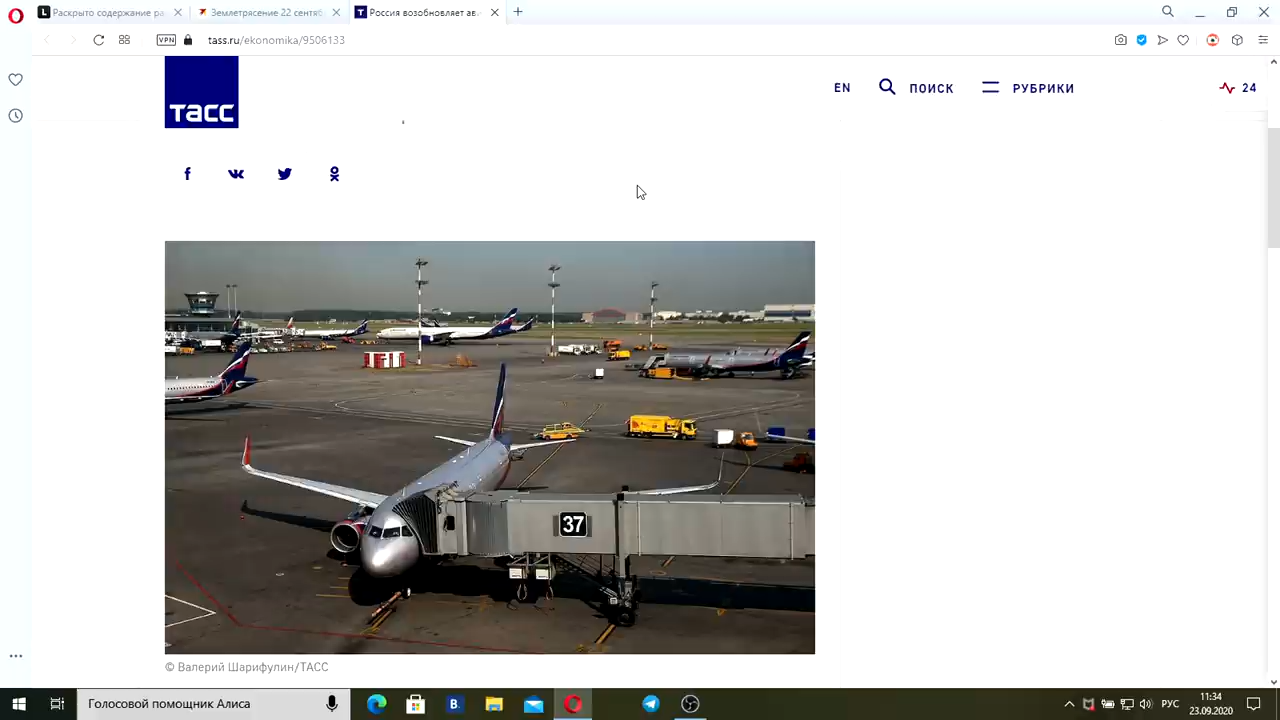 Раскрыто содержание ра
Землетрясение 22 сентяб
Россия возобновляет ав
VPN
tass.ru/ekonomika/9506133
ТАСС
EN
ПОИСК
РУБРИКИ
24
37
© Валерий Шарифулин/ТАСС
Голосовой помощник Алиса
B.
РУС
11:34
23.09.2020